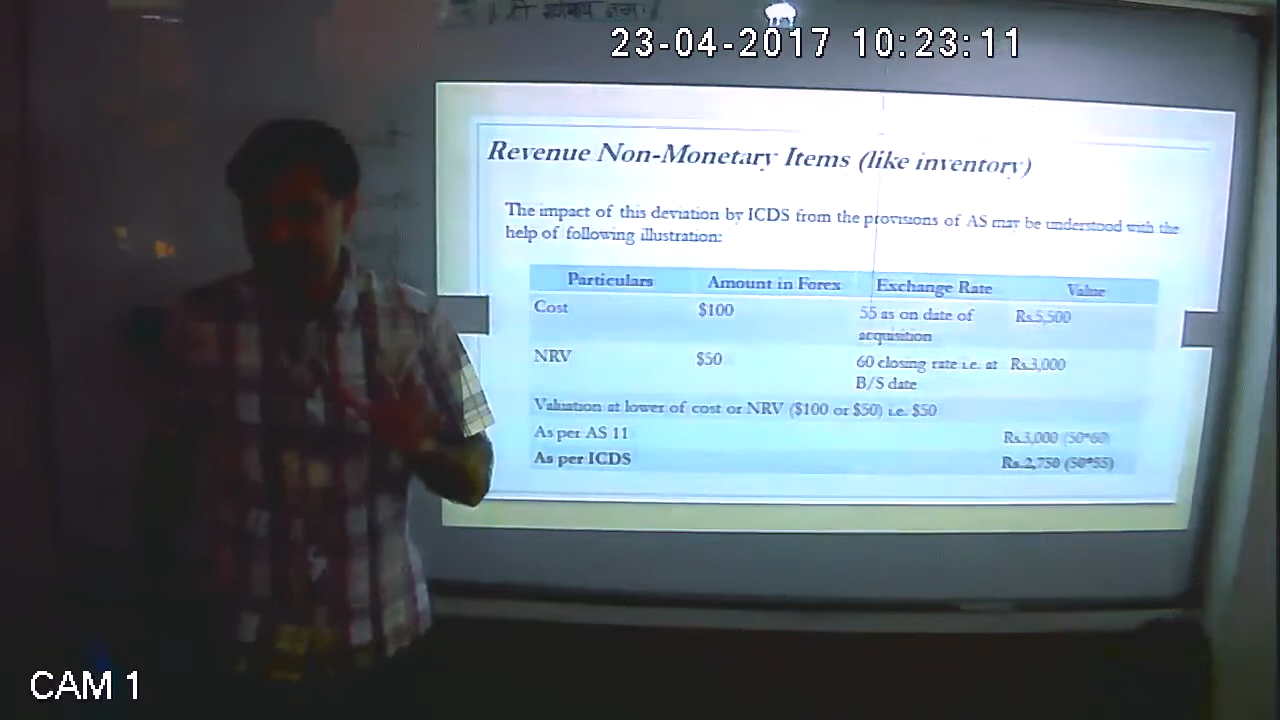 23-04-2017 10:23:11
Revenue Non-Monetary Items (like inventory)
The impact of this deviation by ICDS from the provisions of AS may be understood with the
help of following illustration:
Particulars Amount in Forex Exchange Rate Value
Cost $100 55 as on date of Rs.5,500
acquisition
NRV $50 60 closing rate i.e. at Rs.3,000
B/S date
Valuation at lower of cost or NRV ($100 or $50) i.e. $50
As per AS 11 Rs.3,000 (50*60)
As per ICDS Rs.2,750 (50*55)
CAM 1